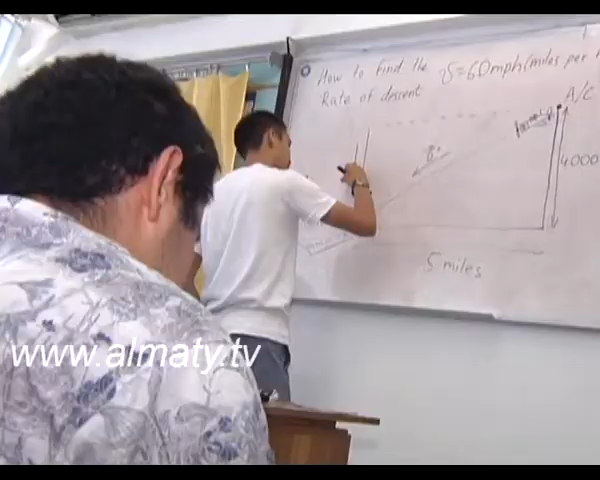 How to find the
Rate of descent
v=60mph(miles per
A/C
4000
5 miles
www.almaty.tv